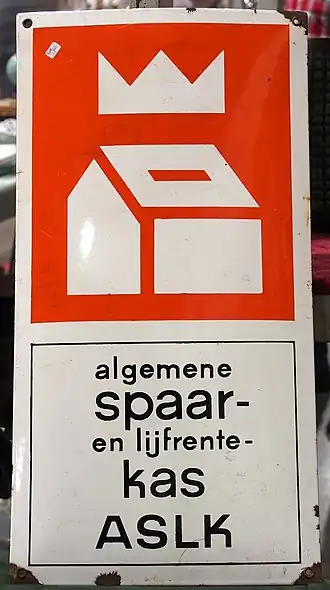 algemene
spaar-
en lijfrente-
kas
ASLK